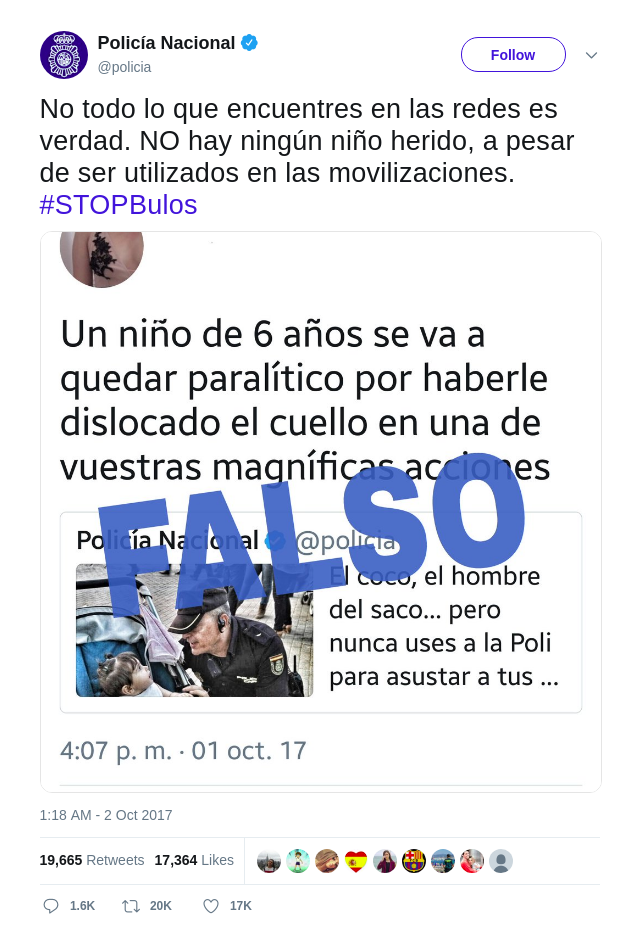 Policía Nacional
@policia
Follow
No todo lo que encuentres en las redes es
verdad. NO hay ningún niño herido, a pesar
de ser utilizados en las movilizaciones.
#STOPBulos
Un niño de 6 años se va a
quedar paralítico por haberle
dislocado el cuello en una de
vuestras magníficas acciones
FALSO
Policía Nacional @policia
El coco, el hombre
del saco... pero
nunca uses a la Poli
para asustar a tus ...
4:07 p. m. · 01 oct. 17
1:18 AM - 2 Oct 2017
19,665 Retweets 17,364 Likes
1.6K 20K 17K